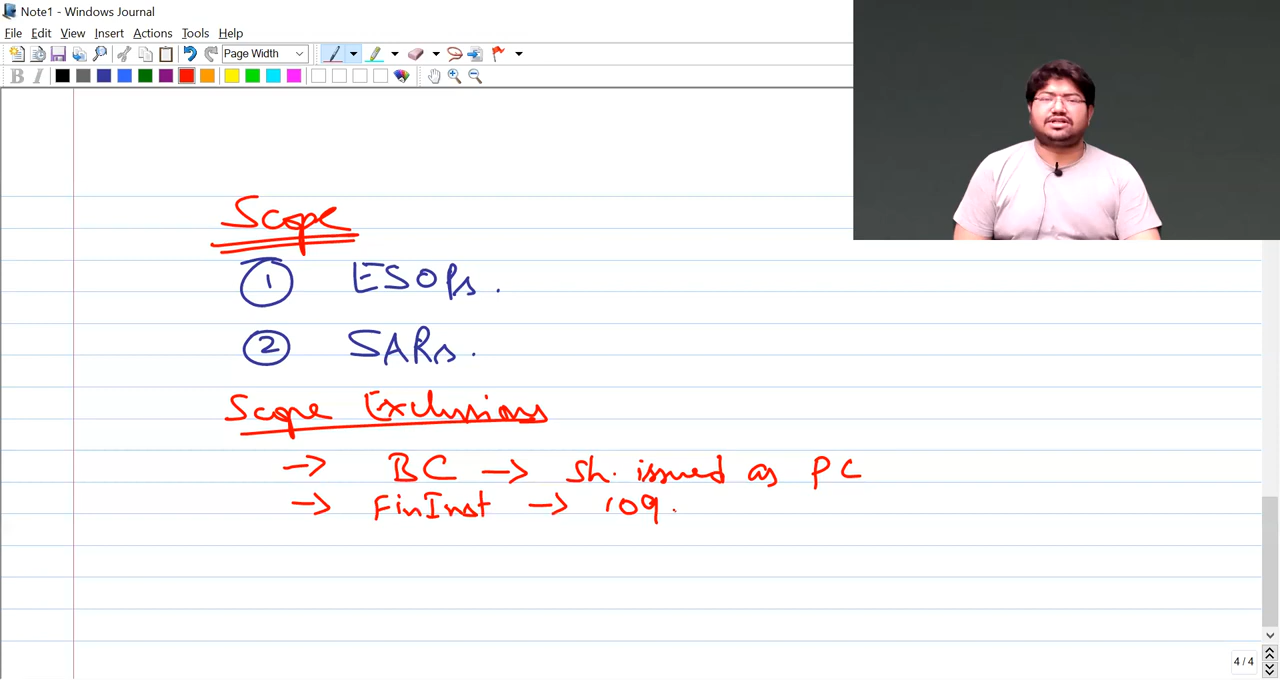 Note1 - Windows Journal
File Edit View Insert Actions Tools Help
Page Width
B I
Scope
1 ESOPs.
2 SARs.
Scope Exclusions
→ BC → Sh. issued as PC
→ FinInst → 109.
4 / 4